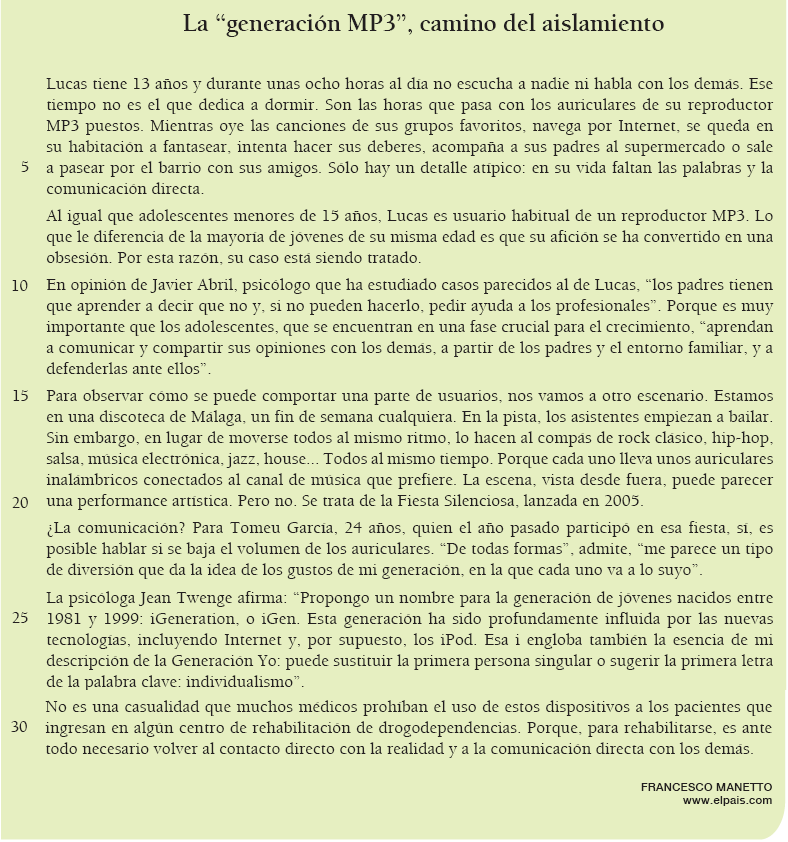 La “generación MP3”, camino del aislamiento
Lucas tiene 13 años y durante unas ocho horas al día no escucha a nadie ni habla con los demás. Ese
tiempo no es el que dedica a dormir. Son las horas que pasa con los auriculares de su reproductor
MP3 puestos. Mientras oye las canciones de sus grupos favoritos, navega por Internet, se queda en
su habitación a fantasear, intenta hacer sus deberes, acompaña a sus padres al supermercado o sale
5 a pasear por el barrio con sus amigos. Sólo hay un detalle atípico: en su vida faltan las palabras y la
comunicación directa.
Al igual que adolescentes menores de 15 años, Lucas es usuario habitual de un reproductor MP3. Lo
que le diferencia de la mayoría de jóvenes de su misma edad es que su afición se ha convertido en una
obsesión. Por esta razón, su caso está siendo tratado.
10 En opinión de Javier Abril, psicólogo que ha estudiado casos parecidos al de Lucas, “los padres tienen
que aprender a decir que no y, si no pueden hacerlo, pedir ayuda a los profesionales”. Porque es muy
importante que los adolescentes, que se encuentran en una fase crucial para el crecimiento, “aprendan
a comunicar y compartir sus opiniones con los demás, a partir de los padres y el entorno familiar, y a
defenderlas ante ellos”.
15 Para observar cómo se puede comportar una parte de usuarios, nos vamos a otro escenario. Estamos
en una discoteca de Málaga, un fin de semana cualquiera. En la pista, los asistentes empiezan a bailar.
Sin embargo, en lugar de moverse todos al mismo ritmo, lo hacen al compás de rock clásico, hip-hop,
salsa, música electrónica, jazz, house... Todos al mismo tiempo. Porque cada uno lleva unos auriculares
inalámbricos conectados al canal de música que prefiere. La escena, vista desde fuera, puede parecer
20 una performance artística. Pero no. Se trata de la Fiesta Silenciosa, lanzada en 2005.
¿La comunicación? Para Tomeu García, 24 años, quien el año pasado participó en esa fiesta, sí, es
posible hablar si se baja el volumen de los auriculares. “De todas formas”, admite, “me parece un tipo
de diversión que da la idea de los gustos de mi generación, en la que cada uno va a lo suyo”.
La psicóloga Jean Twenge afirma: “Propongo un nombre para la generación de jóvenes nacidos entre
25 1981 y 1999: iGeneration, o iGen. Esta generación ha sido profundamente influida por las nuevas
tecnologías, incluyendo Internet y, por supuesto, los iPod. Esa i engloba también la esencia de mi
descripción de la Generación Yo: puede sustituir la primera persona singular o sugerir la primera letra
de la palabra clave: individualismo”.
No es una casualidad que muchos médicos prohíban el uso de estos dispositivos a los pacientes que
30 ingresan en algún centro de rehabilitación de drogodependencias. Porque, para rehabilitarse, es ante
todo necesario volver al contacto directo con la realidad y a la comunicación directa con los demás.
FRANCESCO MANETTO
www.elpais.com